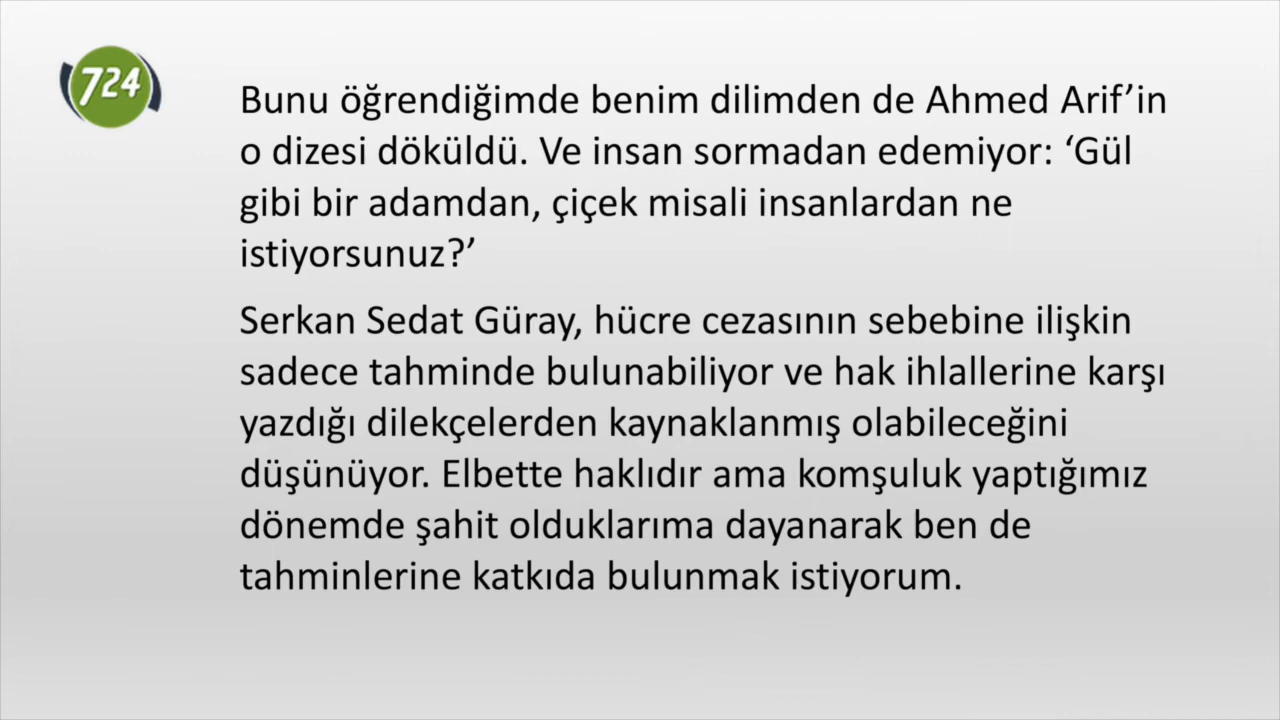 724
Bunu öğrendiğimde benim dilimden de Ahmed Arif’in
o dizesi döküldü. Ve insan sormadan edemiyor: ‘Gül
gibi bir adamdan, çiçek misali insanlardan ne
istiyorsunuz?’
Serkan Sedat Güray, hücre cezasının sebebine ilişkin
sadece tahminde bulunabiliyor ve hak ihlallerine karşı
yazdığı dilekçelerden kaynaklanmış olabileceğini
düşünüyor. Elbette haklıdır ama komşuluk yaptığımız
dönemde şahit olduklarıma dayanarak ben de
tahminlerine katkıda bulunmak istiyorum.